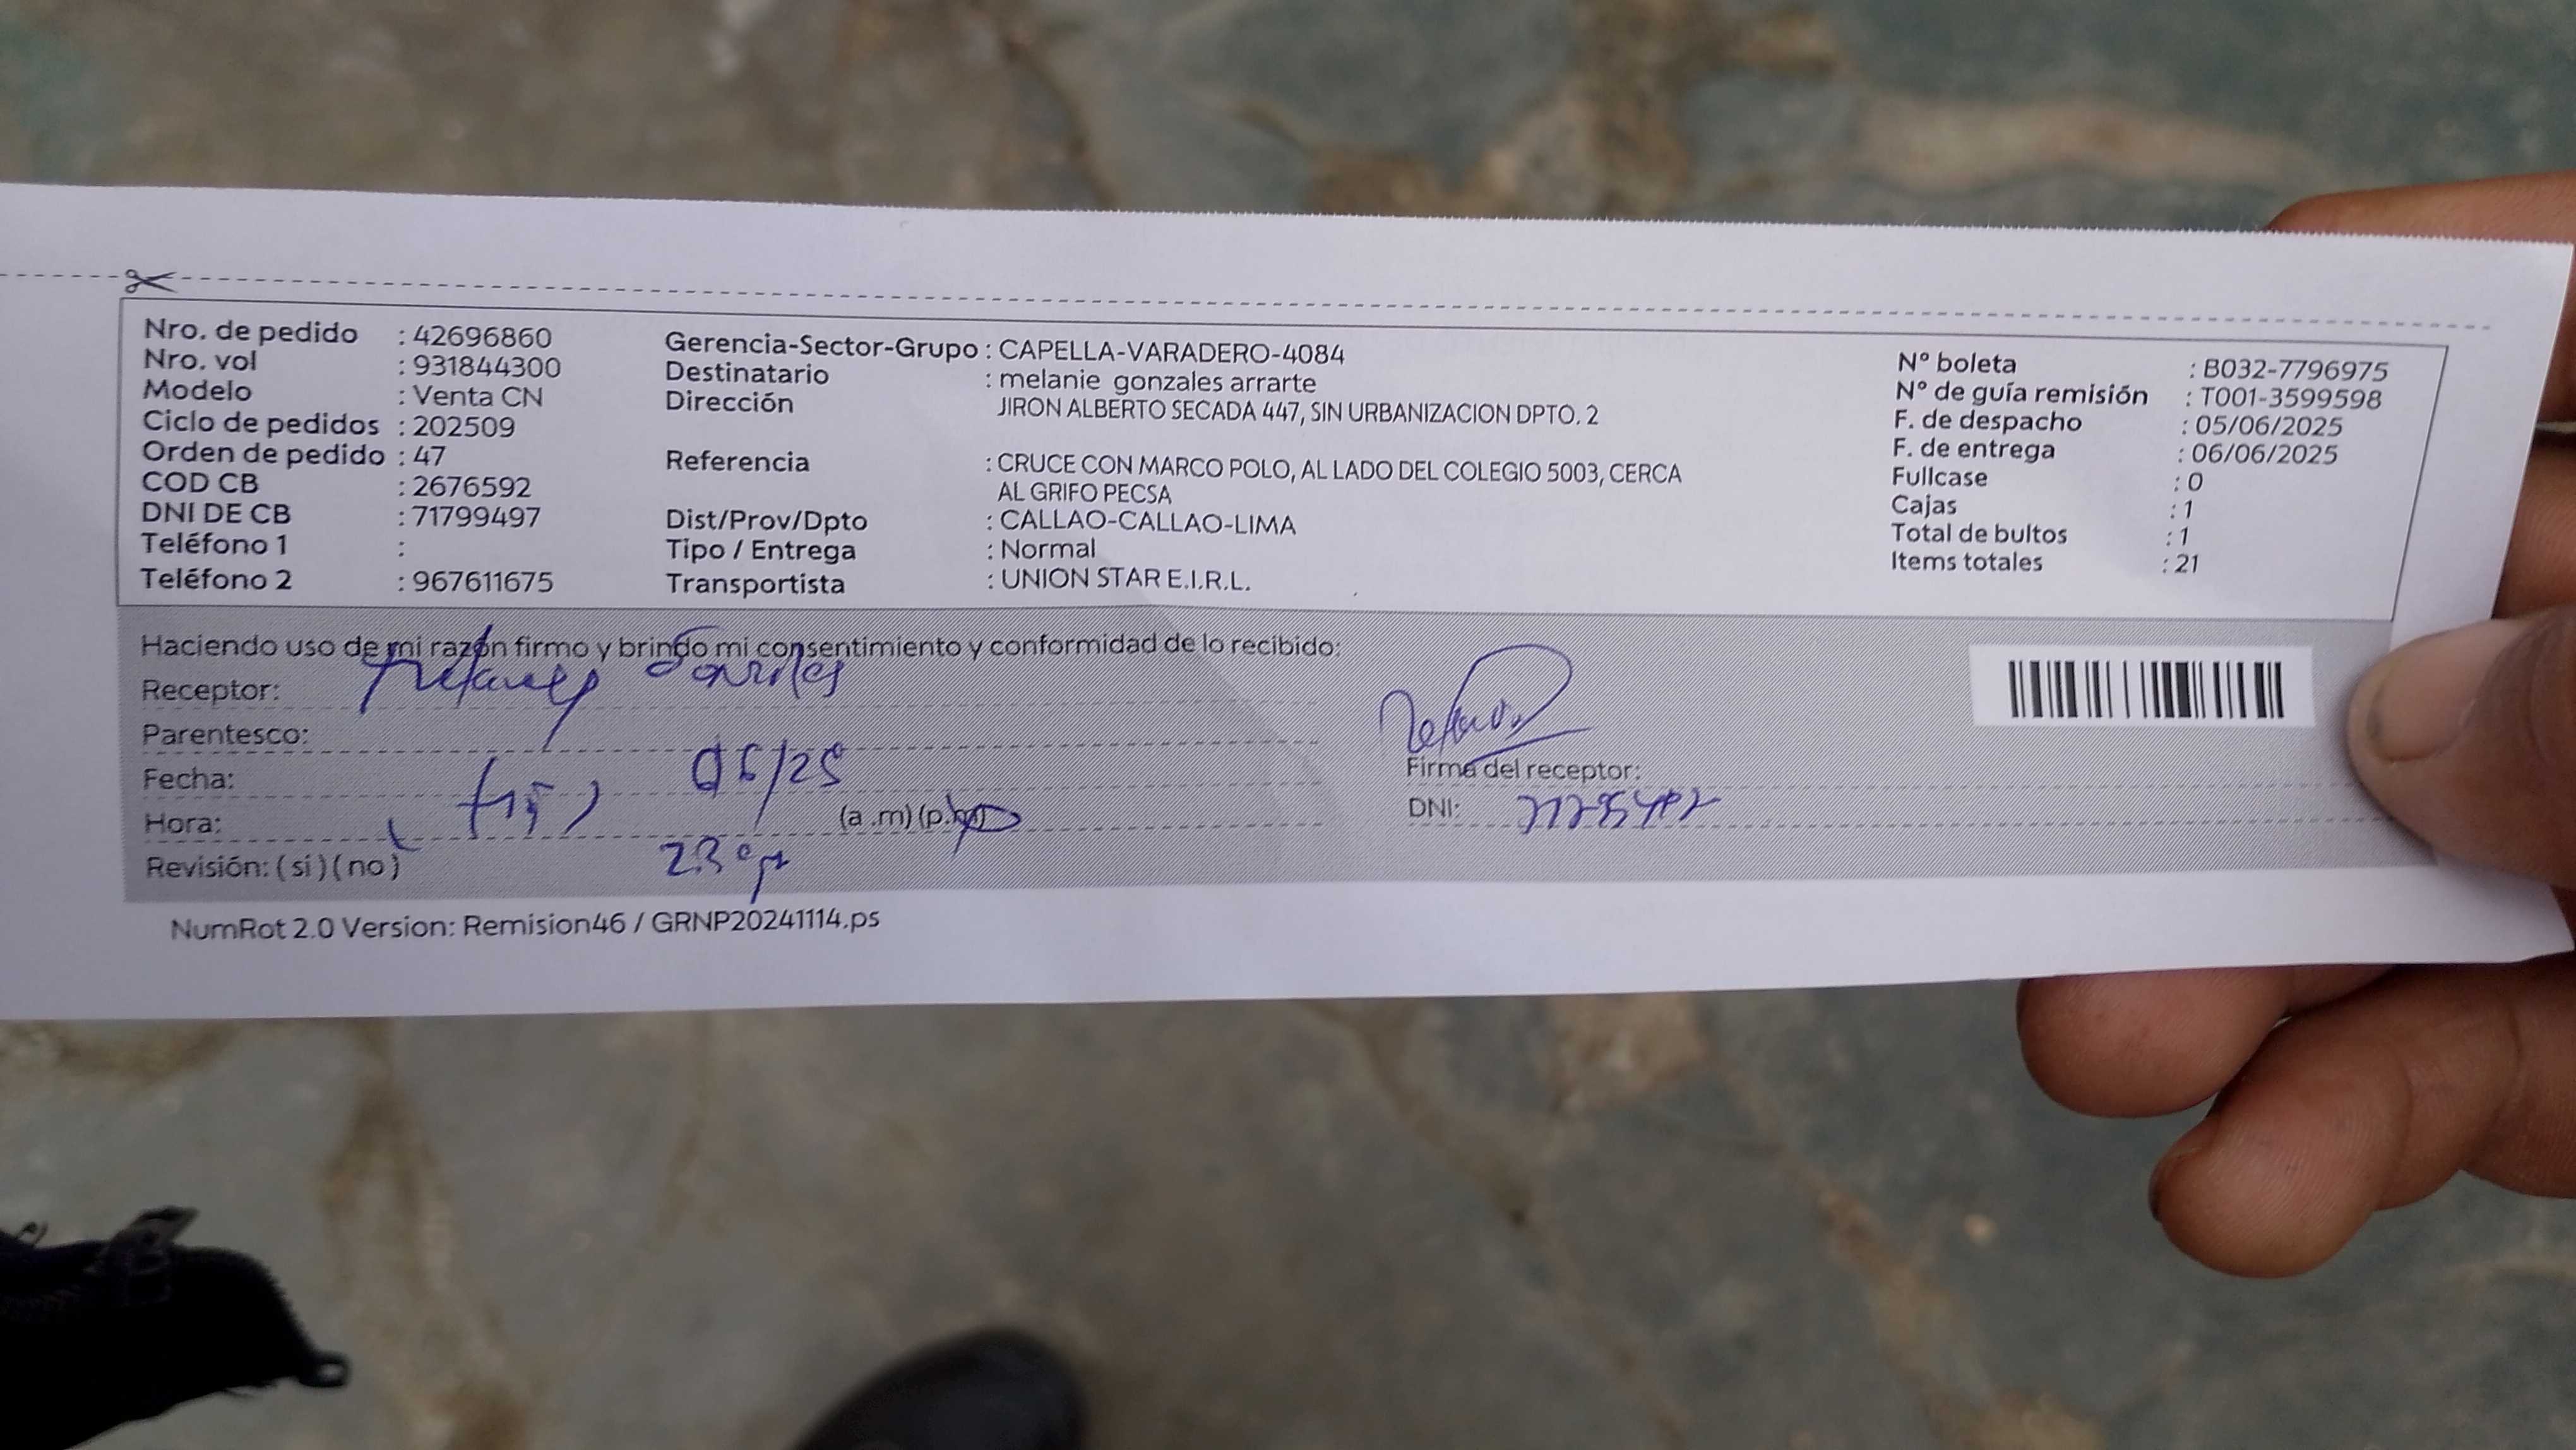 Nro. de pedido : 42696860
Nro. vol : 931844300
Modelo : Venta CN
Ciclo de pedidos : 202509
Orden de pedido : 47
COD CB : 2676592
DNI DE CB : 71799497
Teléfono 1 :
Teléfono 2 : 967611675
Gerencia-Sector-Grupo : CAPELLA-VARADERO-4084
Destinatario : melanie gonzales arrarte
Dirección JIRON ALBERTO SECADA 447, SIN URBANIZACION DPTO. 2
Referencia : CRUCE CON MARCO POLO, AL LADO DEL COLEGIO 5003, CERCA
AL GRIFO PECSA
Dist/Prov/Dpto : CALLAO-CALLAO-LIMA
Tipo / Entrega : Normal
Transportista : UNION STAR E.I.R.L.
N° boleta : B032-7796975
N° de guía remisión : T001-3599598
F. de despacho : 05/06/2025
F. de entrega : 06/06/2025
Fullcase : 0
Cajas : 1
Total de bultos : 1
Items totales : 21
Haciendo uso de mi razón firmo y brindo mi consentimiento y conformidad de lo recibido:
Receptor:
Parentesco:
Fecha:
Hora: (a .m) (p.m)
Revisión: ( si ) ( no )
Firma del receptor:
DNI:
NumRot 2.0 Version: Remision46 / GRNP20241114.ps